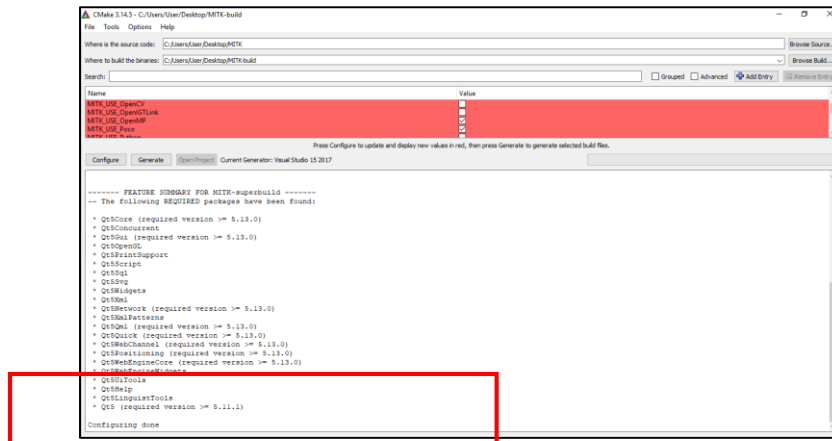 CMake 3.14.5 - C:/Users/User/Desktop/MITK-build
File Tools Options Help
Where is the source code: C:/Users/User/Desktop/MITK
Browse Source...
Where to build the binaries: C:/Users/User/Desktop/MITK-build
Browse Build...
Search:
Grouped Advanced Add Entry Remove Entry
Name Value
MITK_USE_OpenCV
MITK_USE_OpenIGTLink
MITK_USE_OpenMP
MITK_USE_Poco
MITK_USE_Python
Press Configure to update and display new values in red, then press Generate to generate selected build files.
Configure Generate Open Project Current Generator: Visual Studio 15 2017
------- FEATURE SUMMARY FOR MITK-superbuild -------
-- The following REQUIRED packages have been found:
* Qt5Core (required version >= 5.13.0)
* Qt5Concurrent
* Qt5Gui (required version >= 5.13.0)
* Qt5OpenGL
* Qt5PrintSupport
* Qt5Script
* Qt5Sql
* Qt5Svg
* Qt5Widgets
* Qt5Xml
* Qt5Network (required version >= 5.13.0)
* Qt5XmlPatterns
* Qt5Qml (required version >= 5.13.0)
* Qt5Quick (required version >= 5.13.0)
* Qt5WebChannel (required version >= 5.13.0)
* Qt5Positioning (required version >= 5.13.0)
* Qt5WebEngineCore (required version >= 5.13.0)
* Qt5WebEngineWidgets
* Qt5UiTools
* Qt5Help
* Qt5LinguistTools
* Qt5 (required version >= 5.11.1)
Configuring done